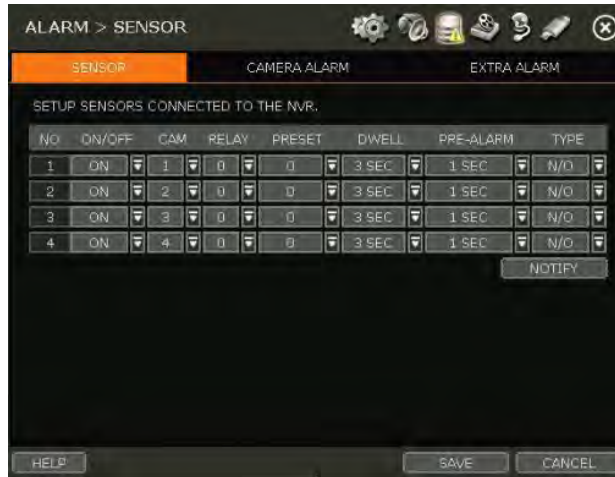 ALARM > SENSOR
SENSOR CAMERA ALARM EXTRA ALARM
SETUP SENSORS CONNECTED TO THE NVR.
NO ON/OFF CAM RELAY PRESET DWELL PRE-ALARM TYPE
1 ON 1 0 0 3 SEC 1 SEC N/O
2 ON 2 0 0 3 SEC 1 SEC N/O
3 ON 3 0 0 3 SEC 1 SEC N/O
4 ON 4 0 0 3 SEC 1 SEC N/O
NOTIFY
HELP SAVE CANCEL